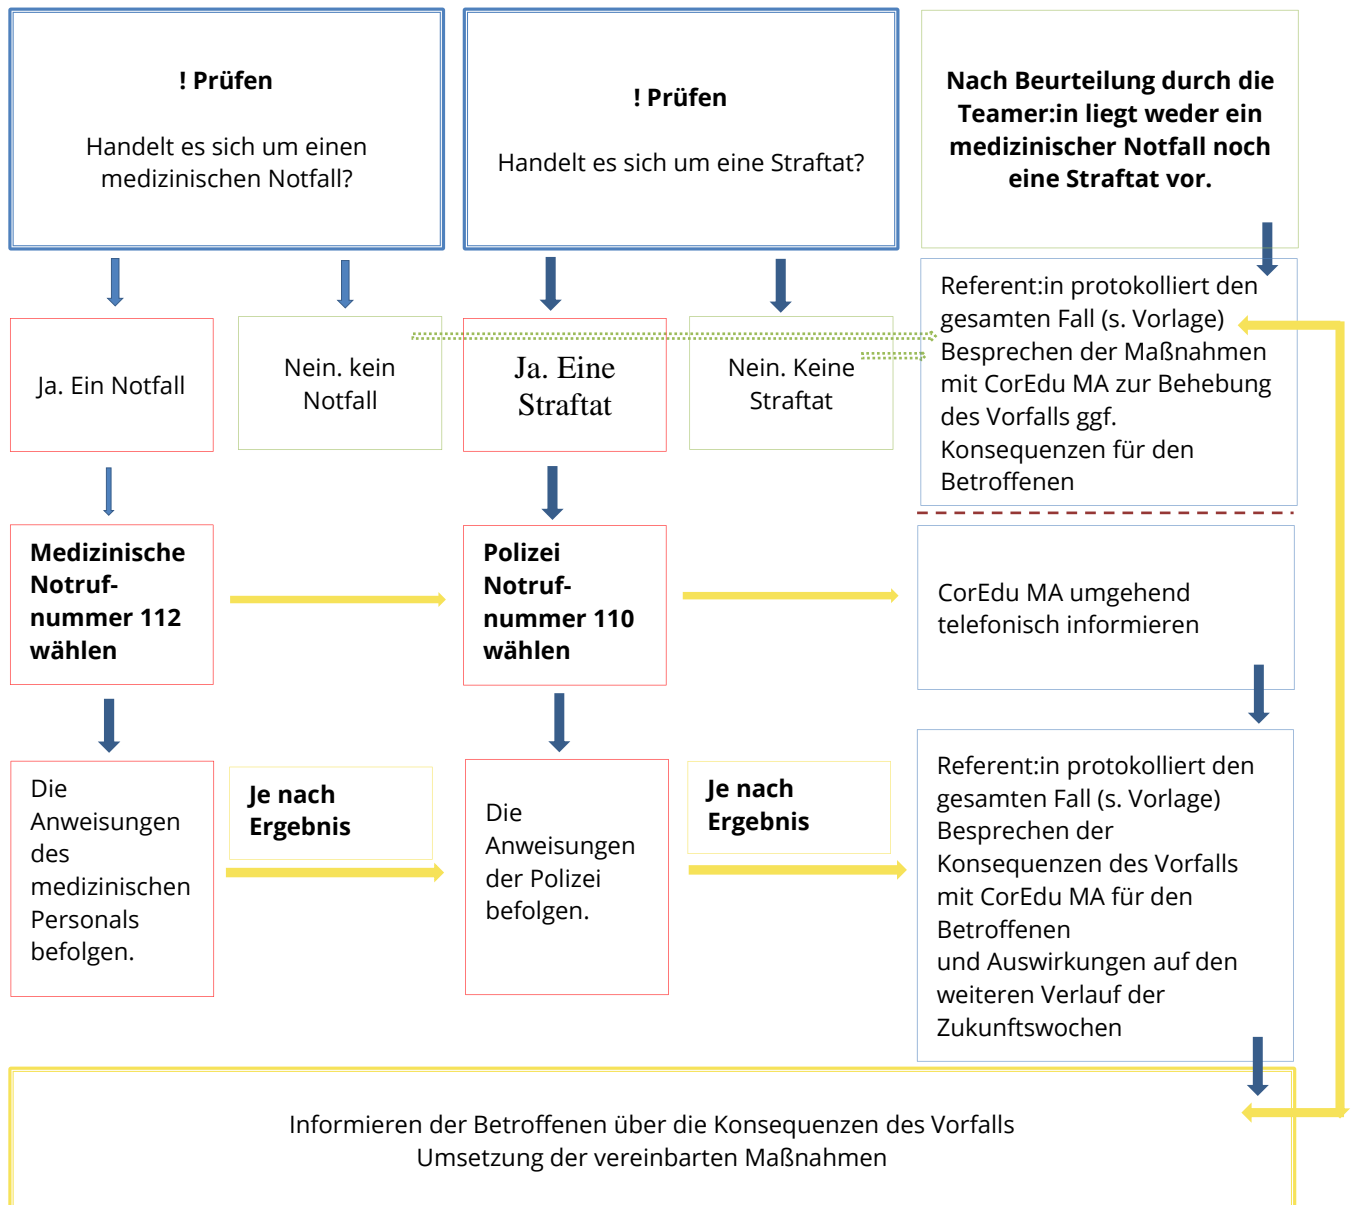 ! Prüfen
Handelt es sich um einen
medizinischen Notfall?
! Prüfen
Handelt es sich um eine Straftat?
Nach Beurteilung durch die
Teamer:in liegt weder ein
medizinischer Notfall noch
eine Straftat vor.
Ja. Ein Notfall
Nein. kein
Notfall
Ja. Eine
Straftat
Nein. Keine
Straftat
Referent:in protokolliert den
gesamten Fall (s. Vorlage)
Besprechen der Maßnahmen
mit CorEdu MA zur Behebung
des Vorfalls ggf.
Konsequenzen für den
Betroffenen
Medizinische
Notruf-
nummer 112
wählen
Polizei
Notruf-
nummer 110
wählen
CorEdu MA umgehend
telefonisch informieren
Die
Anweisungen
des
medizinischen
Personals
befolgen.
Je nach
Ergebnis
Die
Anweisungen
der Polizei
befolgen.
Je nach
Ergebnis
Referent:in protokolliert den
gesamten Fall (s. Vorlage)
Besprechen der
Konsequenzen des Vorfalls
mit CorEdu MA für den
Betroffenen
und Auswirkungen auf den
weiteren Verlauf der
Zukunftswochen
Informieren der Betroffenen über die Konsequenzen des Vorfalls
Umsetzung der vereinbarten Maßnahmen